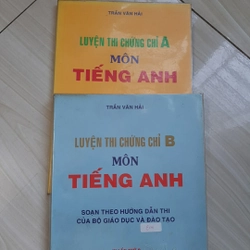 TRẦN VĂN HẢI
LUYỆN THI CHỨNG CHỈ A
MÔN
TIẾNG ANH
TRẦN VĂN HẢI
LUYỆN THI CHỨNG CHỈ B
MÔN
TIẾNG ANH
SOẠN THEO HƯỚNG DẪN THI
CỦA BỘ GIÁO DỤC VÀ ĐÀO TẠO